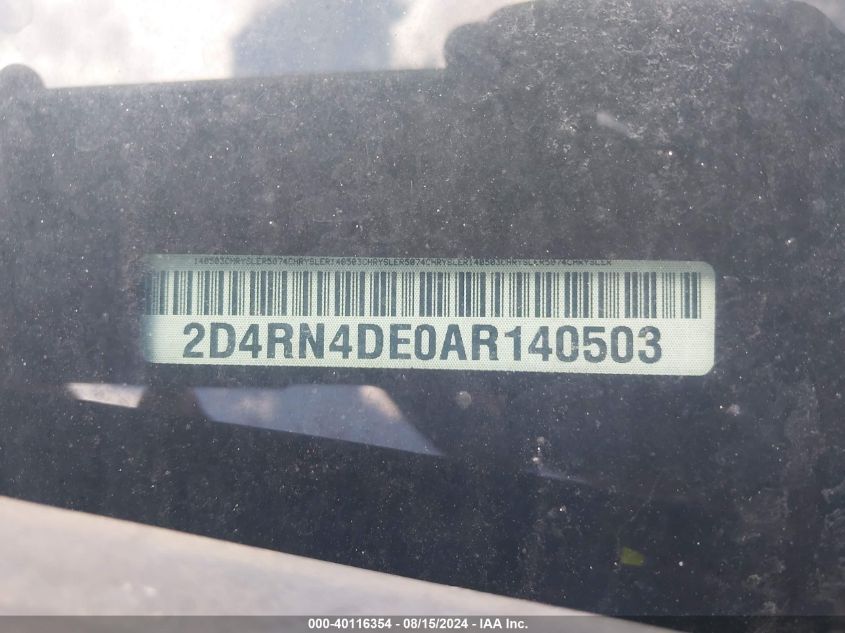 140503CHRYSLER5074CHRYSLER140503CHRYSLER5074CHRYSLER140503CHRYSLER5074CHRYSLER
2D4RN4DE0AR140503
000-40116354 - 08/15/2024 - IAA Inc.